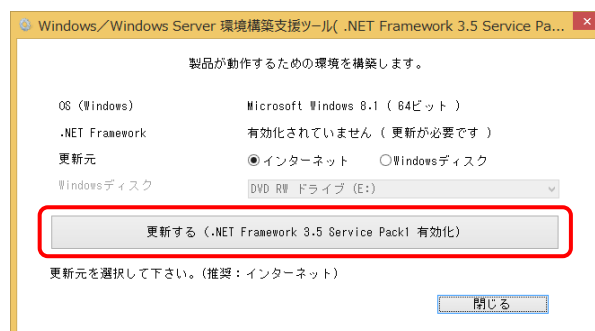 Windows／Windows Server 環境構築支援ツール( .NET Framework 3.5 Service Pa...
製品が動作するための環境を構築します。
OS (Windows) Microsoft Windows 8.1 ( 64ビット )
.NET Framework 有効化されていません ( 更新が必要です )
更新元 インターネット Windowsディスク
Windowsディスク DVD RW ドライブ (E:)
更新する (.NET Framework 3.5 Service Pack1 有効化)
更新元を選択して下さい。(推奨：インターネット)
閉じる